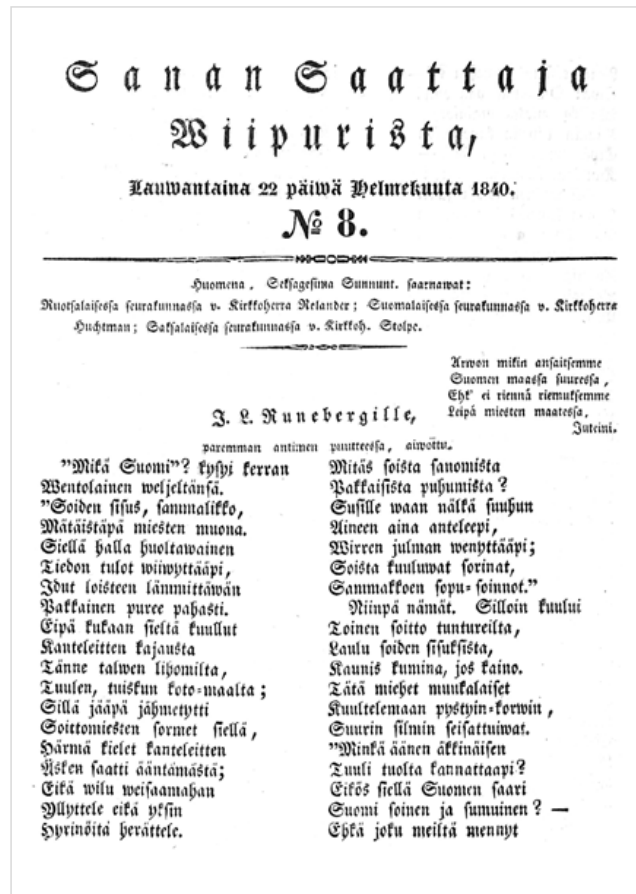 Sanan Saattaja
Wiipurista,
Lauwantaina 22 päiwä Helmekuuta 1840.
№ 8.
Huomena, Seksagesima Sunnunt. saarnawat:
Ruotsalaisessa seurakunnassa v. Kirkkoherra Relander; Suomalaisessa seurakunnassa v. Kirkkoherra
Huchtman; Saksalaisessa seurakunnassa v. Kirkkoh. Stolpe.
Arwon mikin ansaitsemme
Suomen maassa suuressa,
Ehk' ei riennä riemuksemme
Leipä miesten maatessa,
Juteini.
J. L. Runebergille,
paremman antimen puutteessa, aiwottu.
"Mikä Suomi"? kysyi kerran
Wentolainen weljeltänsä.
"Soiden sisus, sammalikko,
Mätäistäpä miesten muona.
Siellä halla huoltawainen
Tiedon tulot wiiwyttääpi,
Idut loisteen lämmittäwän
Pakkainen puree pahasti.
Eipä kukaan sieltä kuullut
Kanteleitten kajausta
Tänne talwen lihomilta,
Tuulen, tuiskun koto-maalta;
Sillä jääpä jähmetytti
Soittomiesten sormet siellä,
Härmä kielet kanteleitten
Äsken saatti ääntämästä;
Eikä wilu weisaamahan
Yllyttele eikä yksin
Hyrinöitä herättele.
Mitäs soista sanomista
Pakkaisista puhumista?
Susille waan nälkä suuhun
Aineen aina anteleepi,
Wirren julman wenyttääpi;
Soista kuuluwat sorinat,
Sammakkoen sopu-soinnot."
Niinpä nämät. Silloin kuului
Toinen soitto tuntureilta,
Laulu soiden sisuksista,
Kaunis kumina, jos kaino.
Tätä miehet muukalaiset
Kuultelemaan pystyin-korwin,
Suurin silmin seisattuiwat.
"Minkä äänen äkkinäisen
Tuuli tuolta kannattaapi?
Eikös siellä Suomen saari
Suomi soinen ja sumuinen? —
Ehkä joku meiltä mennyt